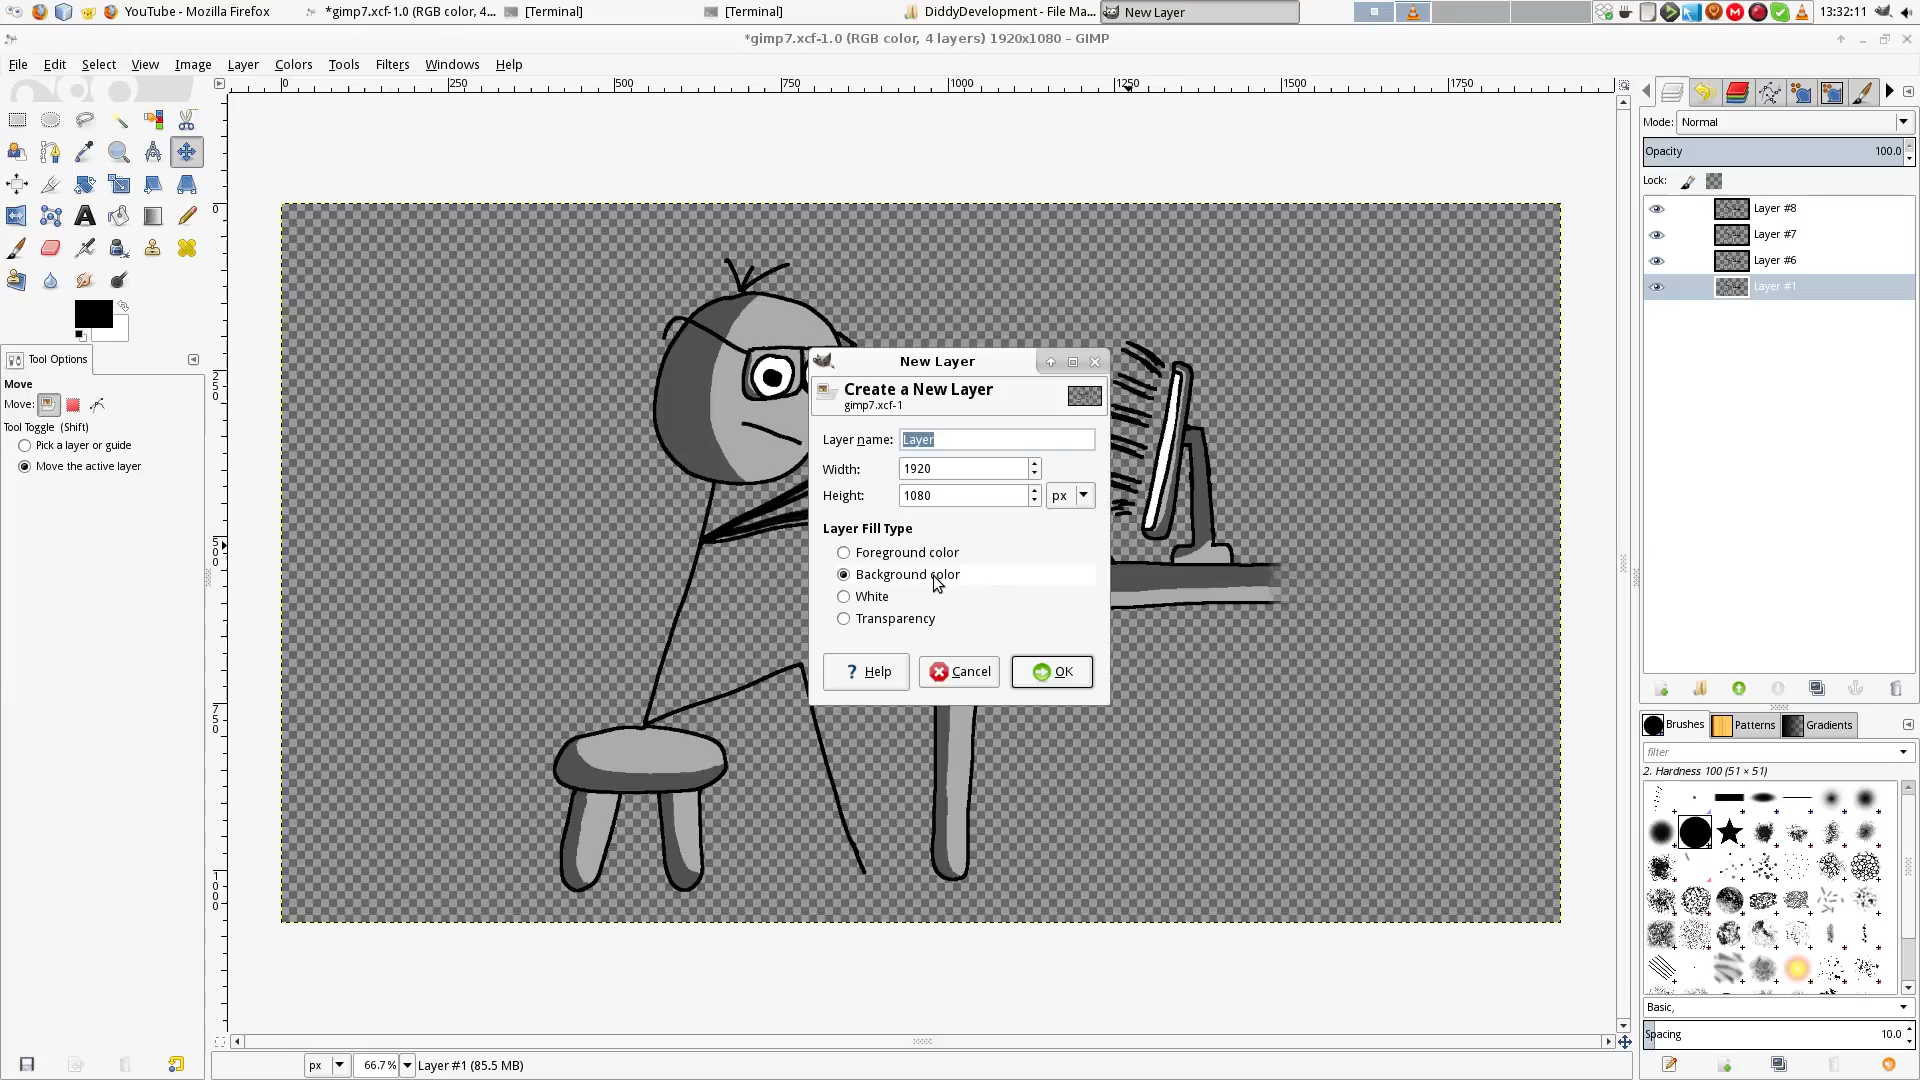 YouTube - Mozilla Firefox
*gimp7.xcf-1.0 (RGB color, 4...
[Terminal]
[Terminal]
DiddyDevelopment - File Ma...
New Layer
13:32:11
*gimp7.xcf-1.0 (RGB color, 4 layers) 1920x1080 – GIMP
File Edit Select View Image Layer Colors Tools Filters Windows Help
0 250 500 750 1000 1250 1500 1750
Mode: Normal
Opacity 100.0
Lock:
Layer #8
Layer #7
Layer #6
Layer #1
0
250
500
750
1000
Tool Options
Move
Move:
Tool Toggle (Shift)
Pick a layer or guide
Move the active layer
New Layer
Create a New Layer
gimp7.xcf-1
Layer name: Layer
Width: 1920
Height: 1080 px
Layer Fill Type
Foreground color
Background color
White
Transparency
? Help
Cancel
OK
Brushes Patterns Gradients
filter
2. Hardness 100 (51 × 51)
Basic,
Spacing 10.0
px 66.7% Layer #1 (85.5 MB)